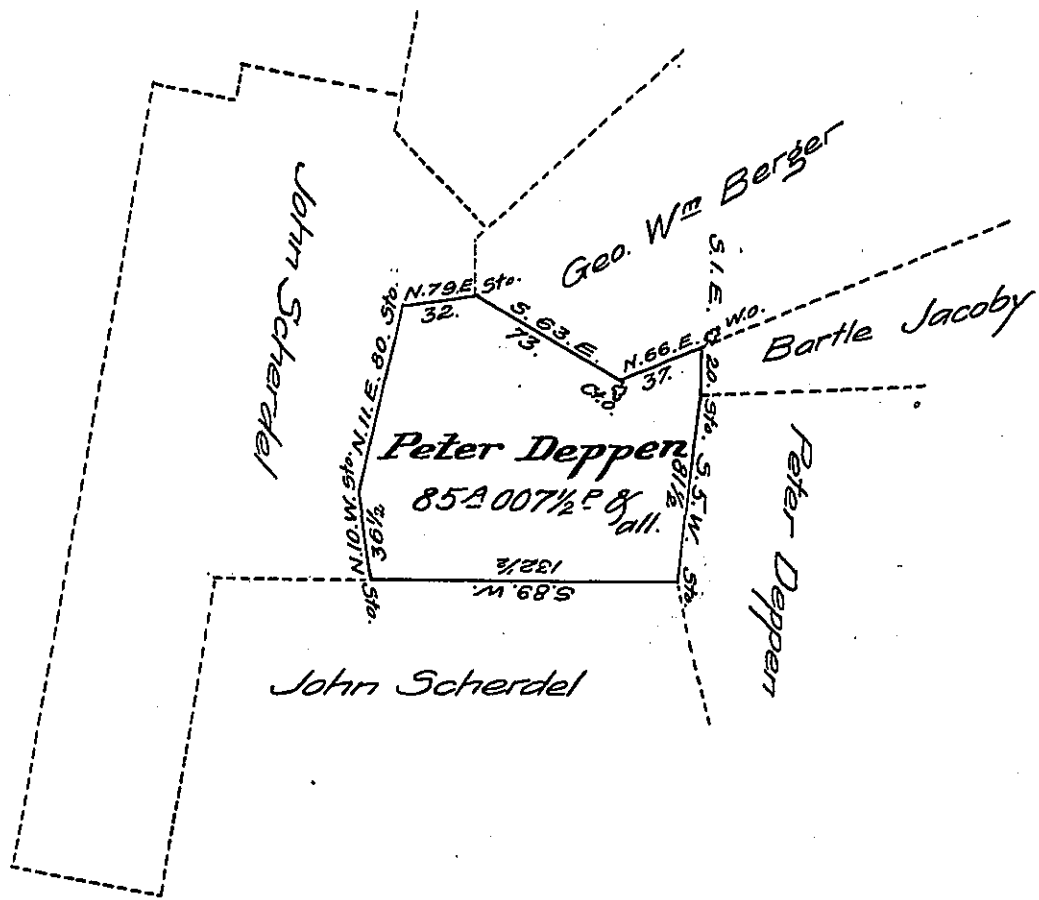 John Scherdel
Geo. Wm Berger
Bartle Jacoby
N.79.E. Sto.
32.
S. 63. E.
73.
C.O.
N.66.E. W.O.
37.
S. 1. E.
20. Sto.
S. 5. W. Sto.
81½
Peter Deppen
S.89.W.
132½
Sto.
N.10.W.
36½
Sto.
N. 11. E. 80. Sto.
Peter Deppen
85A 007½ P &
all.
John Scherdel